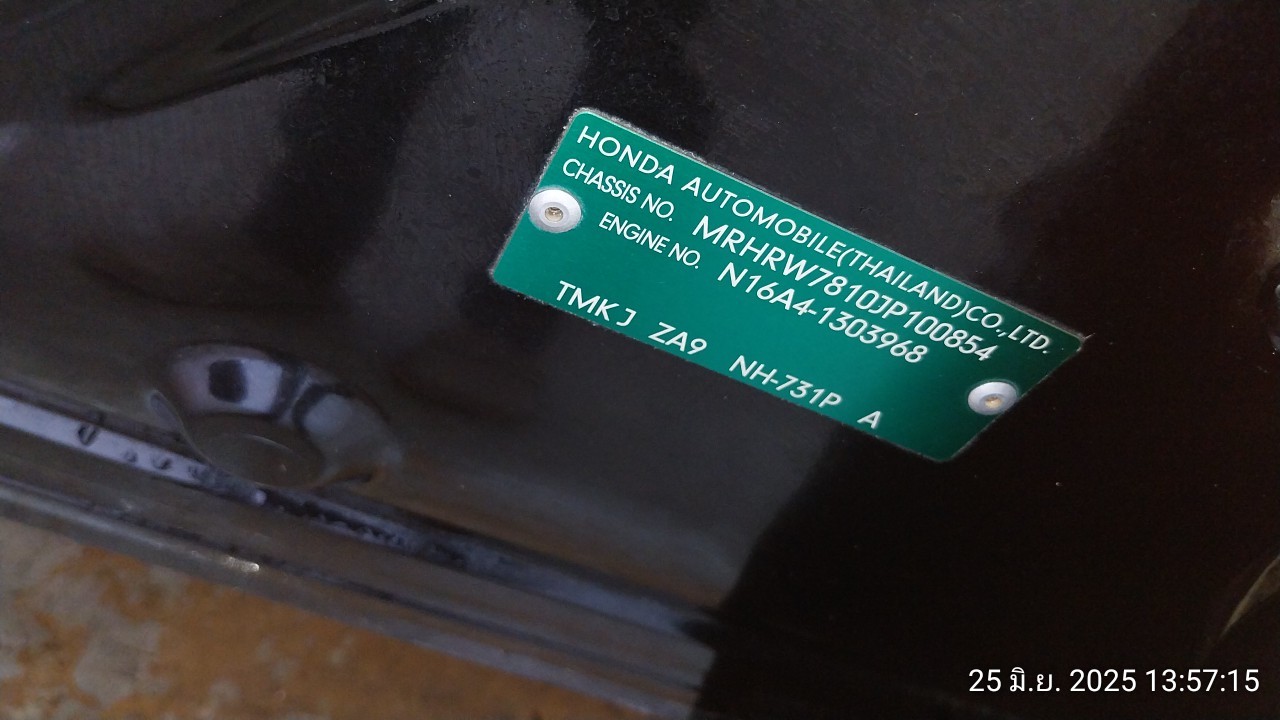 HONDA AUTOMOBILE(THAILAND)CO.,LTD.
CHASSIS NO. MRHRW7810JP100854
ENGINE NO. N16A4-1303968
TMKJ ZA9 NH-731P A
25 มิ.ย. 2025 13:57:15